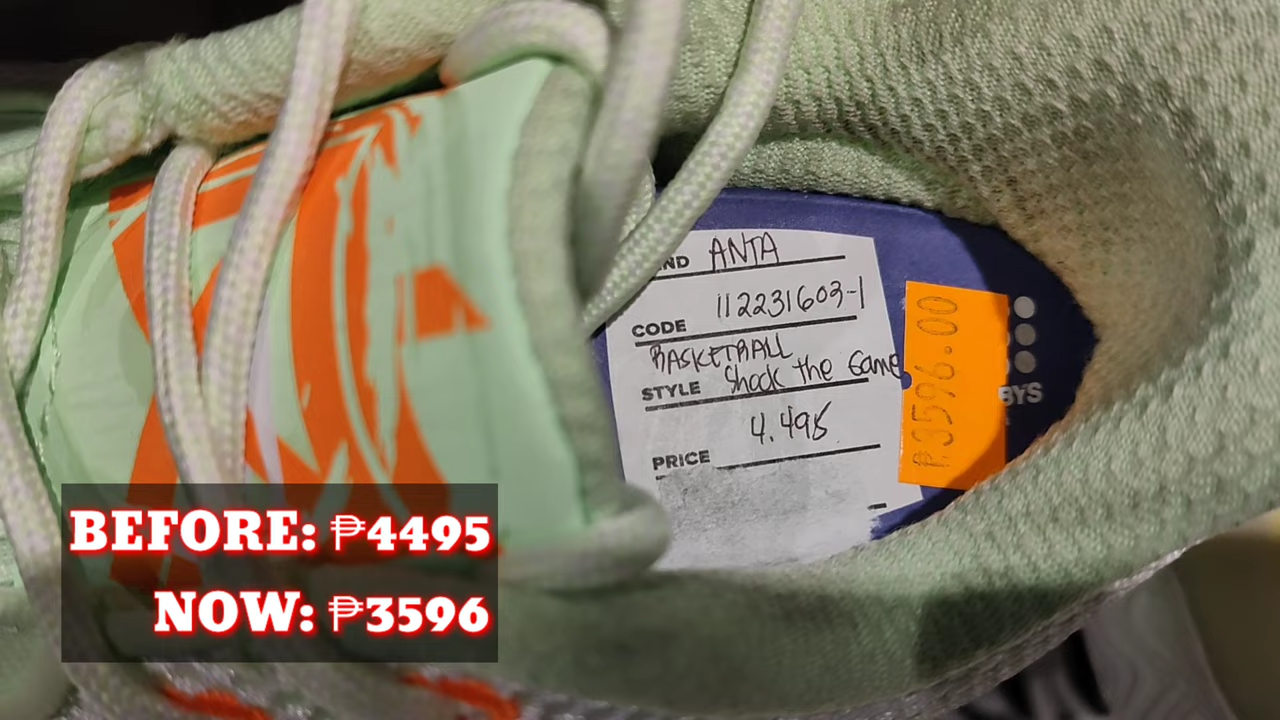 ND ANTA
CODE 112231603-1
BASKETBALL
STYLE Shock the Game
4.495
PRICE
₱3596.00
BYS
BEFORE: ₱4495
NOW: ₱3596